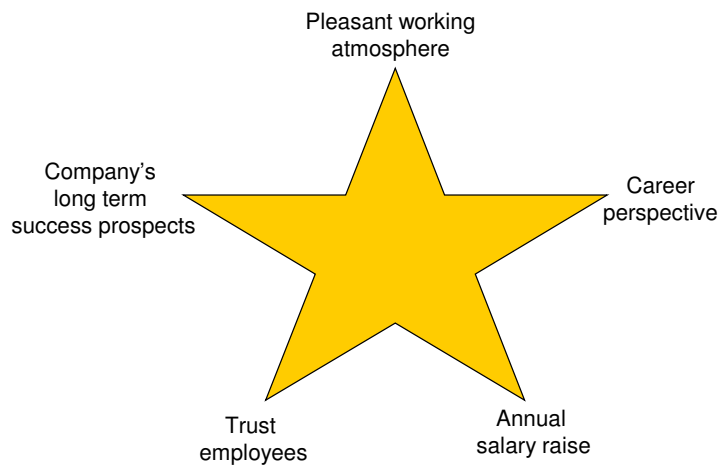 Pleasant working
atmosphere
Company's
long term
success prospects
Career
perspective
Trust
employees
Annual
salary raise